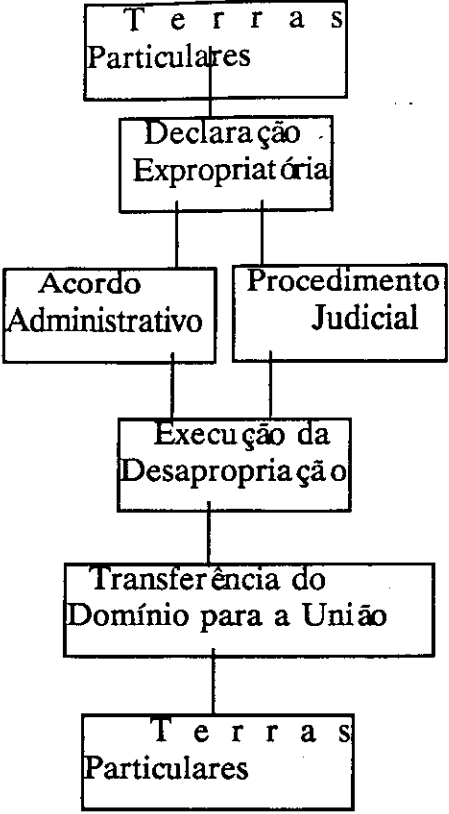 T e r r a s
Particulares
Declaração
Expropriatória
Acordo
Administrativo
Procedimento
Judicial
Execução da
Desapropriação
Transferência do
Domínio para a União
T e r r a s
Particulares